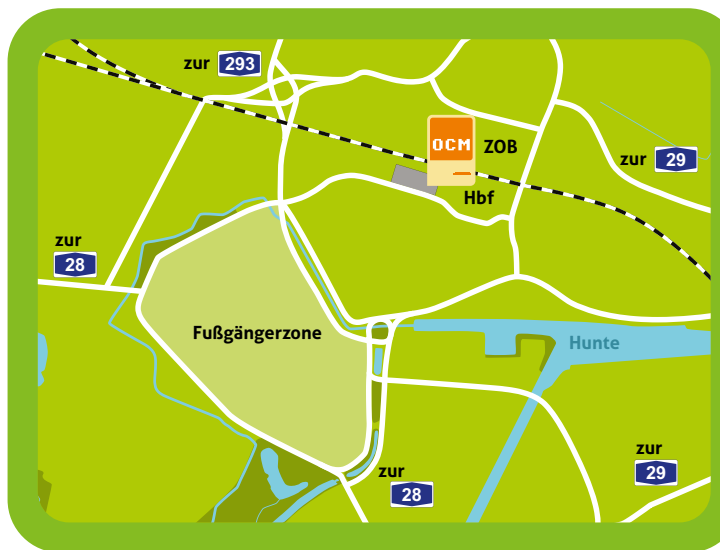 zur 293
OCM
ZOB
zur 29
Hbf
zur
28
Fußgängerzone
Hunte
zur
29
zur
28